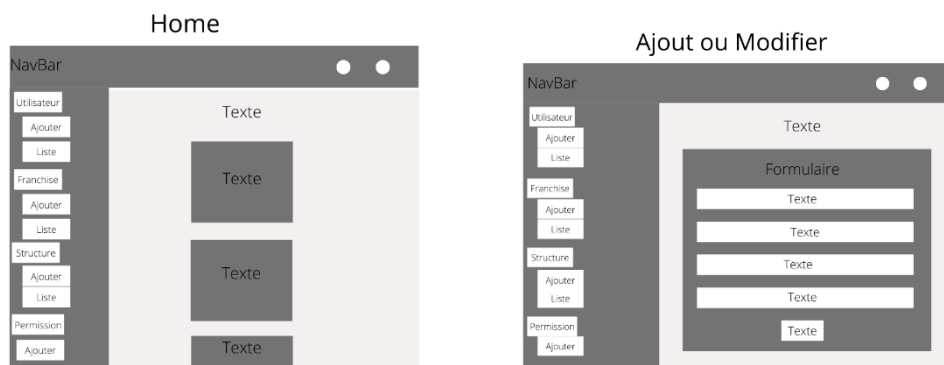 Home
NavBar
Utilisateur
Ajouter
Liste
Franchise
Ajouter
Liste
Structure
Ajouter
Liste
Permission
Ajouter
Texte
Texte
Texte
Texte
Ajout ou Modifier
NavBar
Utilisateur
Ajouter
Liste
Franchise
Ajouter
Liste
Structure
Ajouter
Liste
Permission
Ajouter
Texte
Formulaire
Texte
Texte
Texte
Texte
Texte